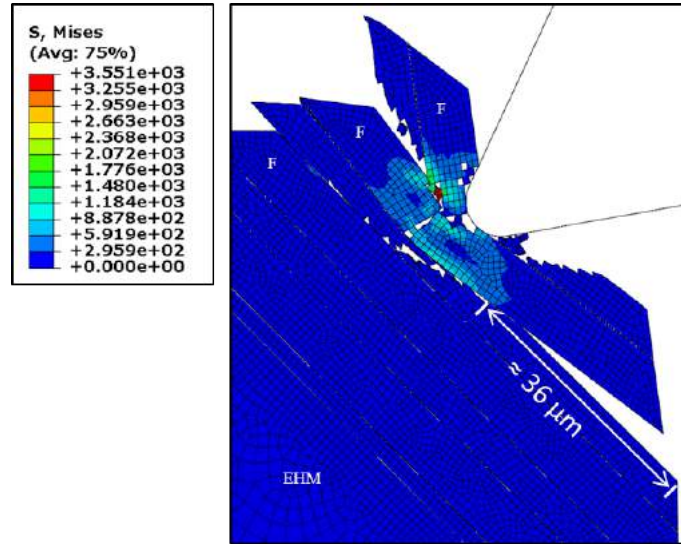 S, Mises
(Avg: 75%)
+3.551e+03
+3.255e+03
+2.959e+03
+2.663e+03
+2.368e+03
+2.072e+03
+1.776e+03
+1.480e+03
+1.184e+03
+8.878e+02
+5.919e+02
+2.959e+02
+0.000e+00
F
F
F
≈ 36 µm
EHM